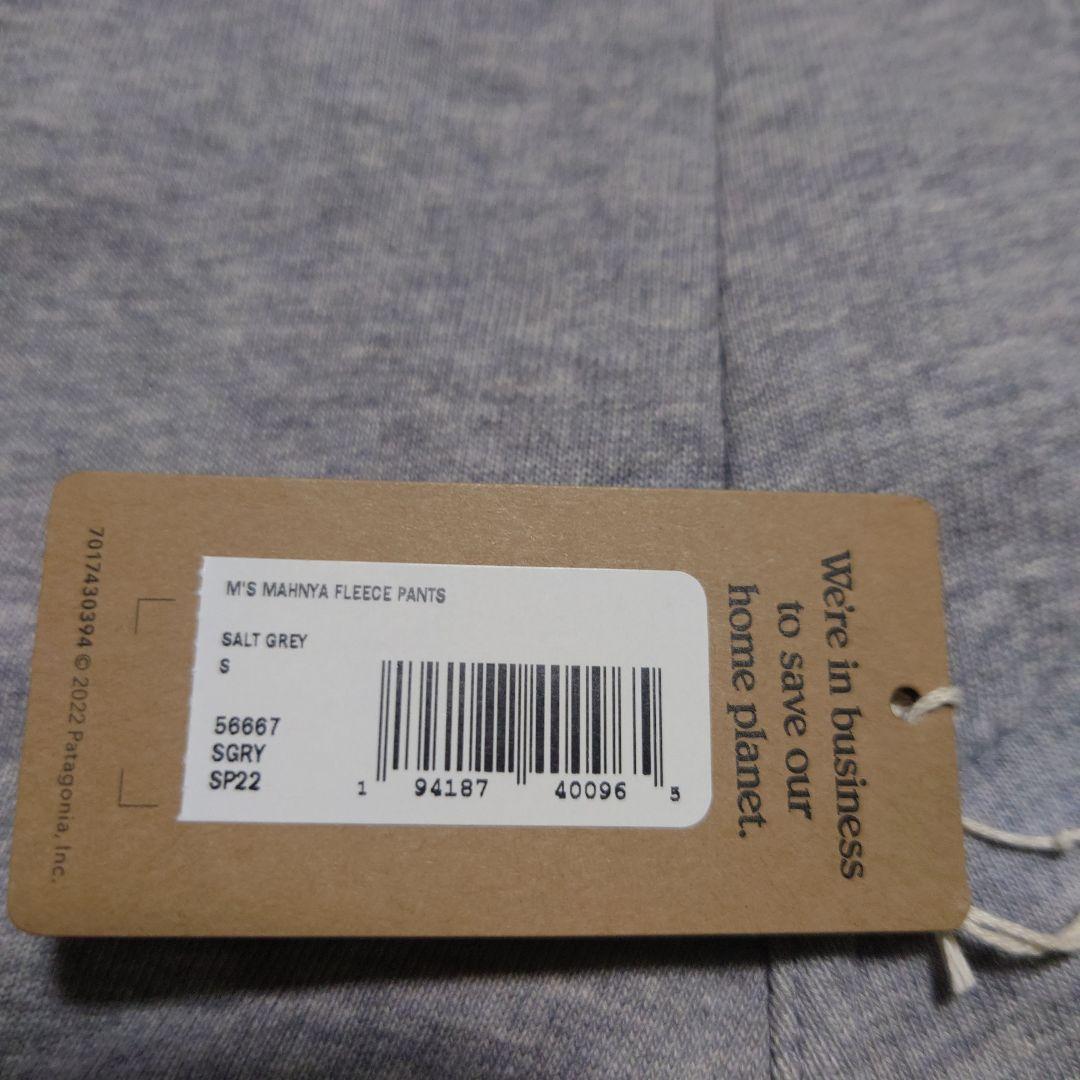 M'S MAHNYA FLEECE PANTS
SALT GREY
S
56667
SGRY
SP22
1 94187 40096 5
We're in business
to save our
home planet.
7017430394 © 2022 Patagonia, Inc.